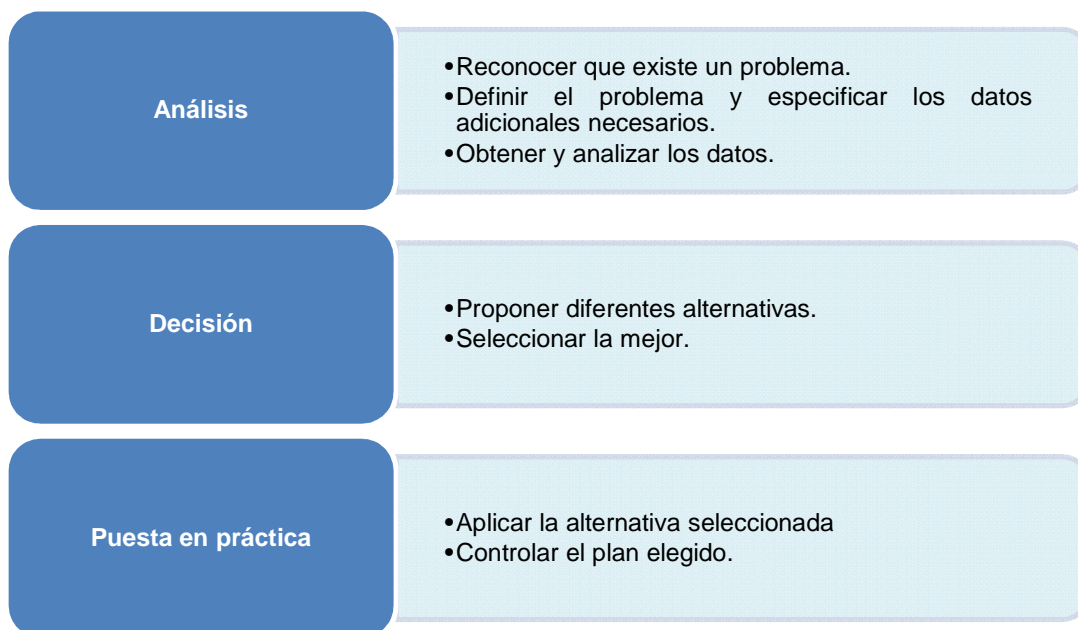 Análisis
•Reconocer que existe un problema.
•Definir el problema y especificar los datos
adicionales necesarios.
•Obtener y analizar los datos.
Decisión
•Proponer diferentes alternativas.
•Seleccionar la mejor.
Puesta en práctica
•Aplicar la alternativa seleccionada
•Controlar el plan elegido.